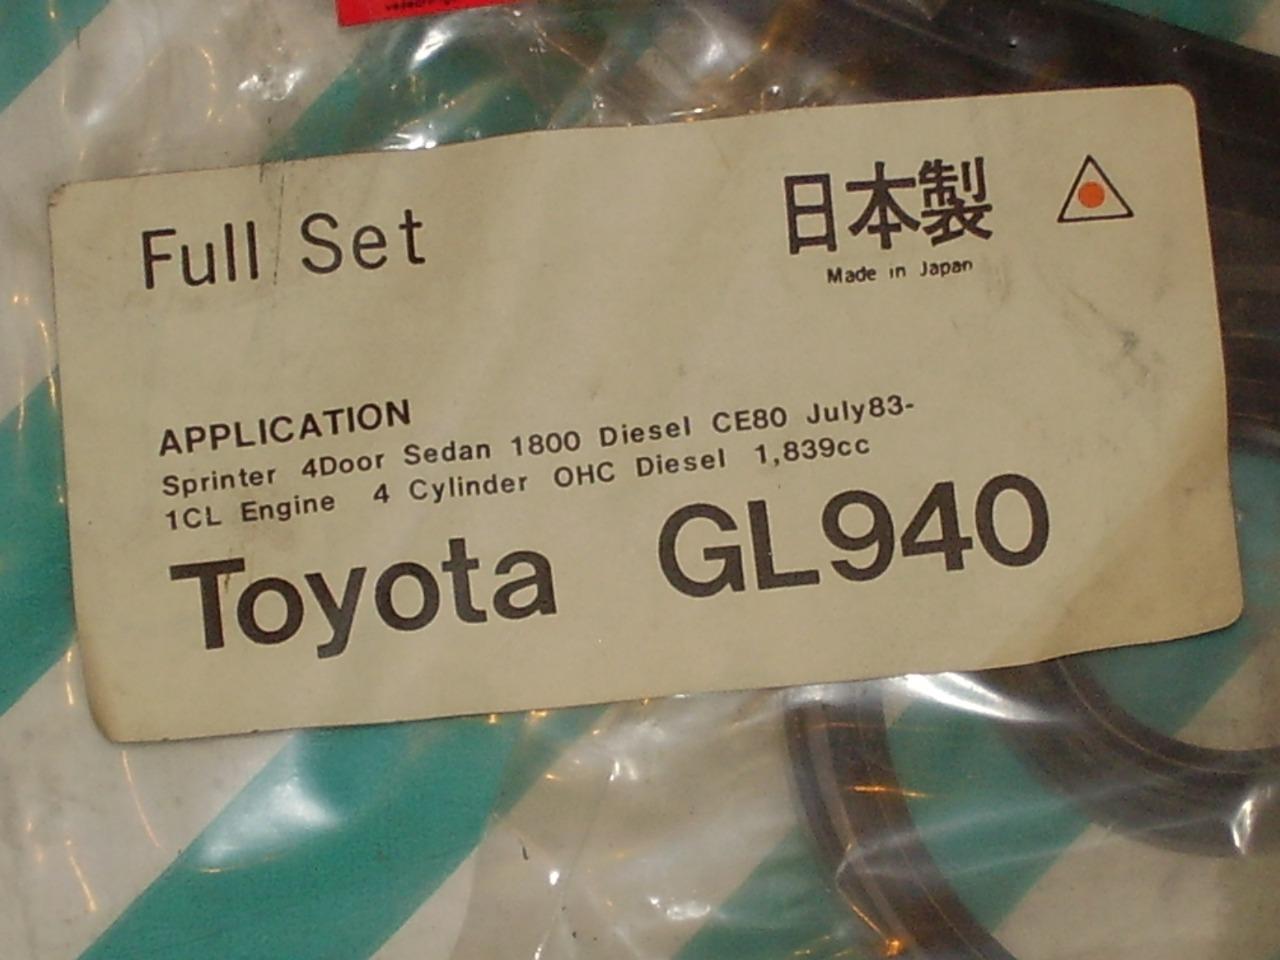 Full Set
日本製
Made in Japan
APPLICATION
Sprinter 4Door Sedan 1800 Diesel CE80 July83-
1CL Engine 4 Cylinder OHC Diesel 1,839cc
Toyota GL940